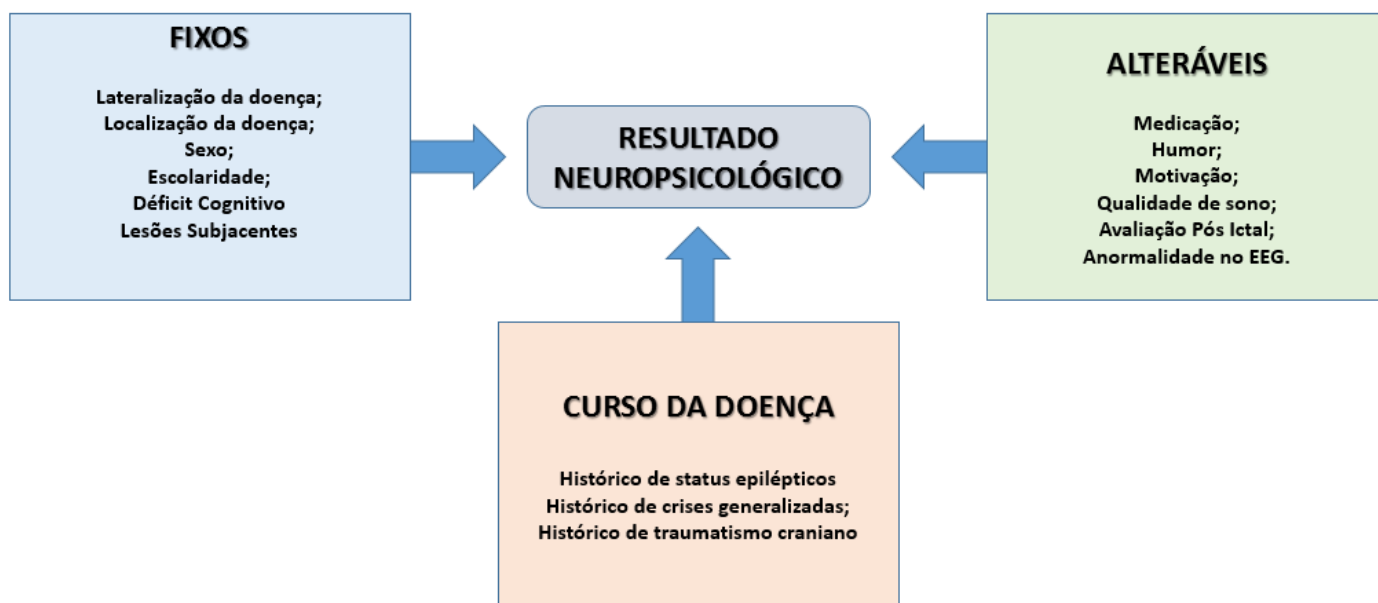 FIXOS
Lateralização da doença;
Localização da doença;
Sexo;
Escolaridade;
Déficit Cognitivo
Lesões Subjacentes
RESULTADO
NEUROPSICOLÓGICO
ALTERÁVEIS
Medicação;
Humor;
Motivação;
Qualidade de sono;
Avaliação Pós Ictal;
Anormalidade no EEG.
CURSO DA DOENÇA
Histórico de status epilépticos
Histórico de crises generalizadas;
Histórico de traumatismo craniano